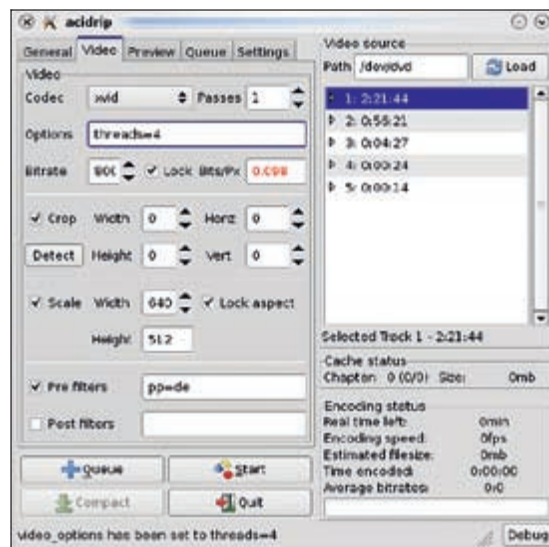 acidrip
General Video Preview Queue Settings
Video
Codec xvid Passes 1
Options threads=4
Bitrate 800 Lock Bits/Px 0.098
Crop Width 0 Horiz 0
Detect Height 0 Vert 0
Scale Width 640 Lock aspect
Height 512
Pre filters pp=de
Post filters
Queue Start
Compact Quit
Video source
Path /dev/dvd Load
1: 2:21:44
2: 0:56:21
3: 0:04:27
4: 0:00:24
5: 0:00:14
Selected Track 1 - 2:21:44
Cache status
Chapter: 0 (0/0) Size: 0mb
Encoding status
Real time left: 0min
Encoding speed: 0fps
Estimated filesize: 0mb
Time encoded: 0:00:00
Average bitrates: 0:0
video_options has been set to threads=4
Debug